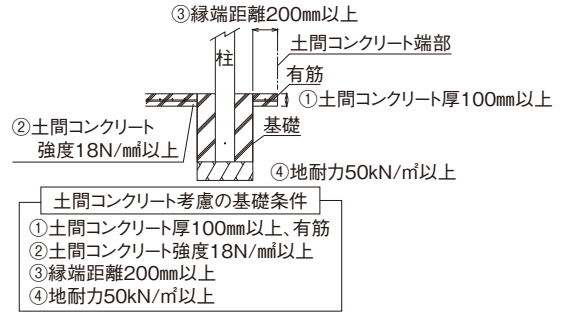 ③縁端距離200㎜以上
土間コンクリート端部
柱
有筋
①土間コンクリート厚100㎜以上
②土間コンクリート
強度18N/㎟以上
基礎
④地耐力50kN/㎡以上
土間コンクリート考慮の基礎条件
①土間コンクリート厚100㎜以上、有筋
②土間コンクリート強度18N/㎟以上
③縁端距離200㎜以上
④地耐力50kN/㎡以上